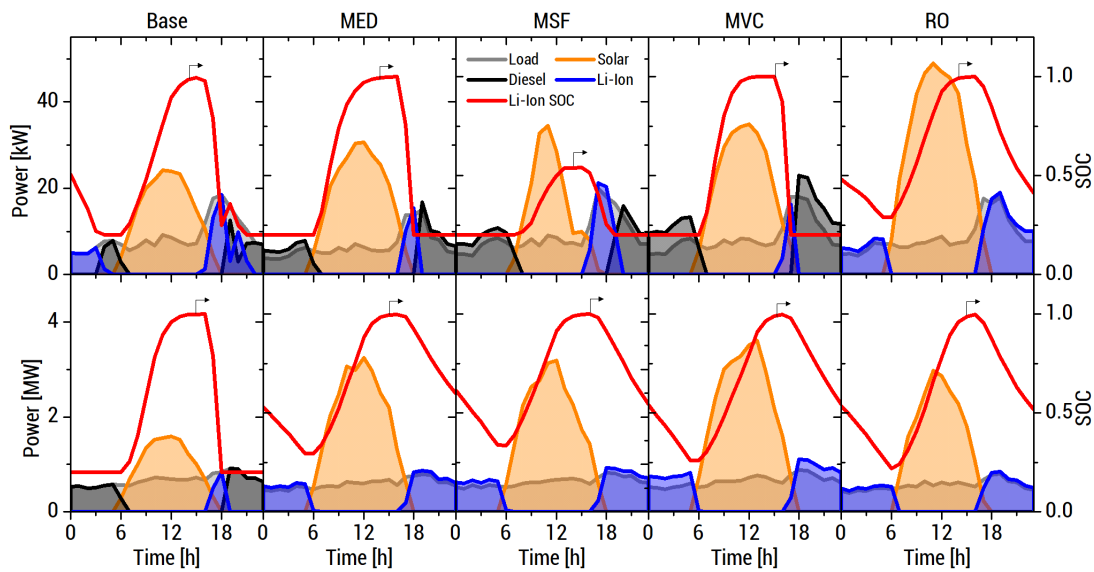 Base MED MSF MVC RO
Load Solar
Diesel Li-Ion
Li-Ion SOC
Power [kW]
40
20
0
1.0
0.5
0.0
SOC
Power [MW]
4
2
0
1.0
0.5
0.0
SOC
0 6 12 18 0 6 12 18 0 6 12 18 0 6 12 18 0 6 12 18
Time [h] Time [h] Time [h] Time [h] Time [h]